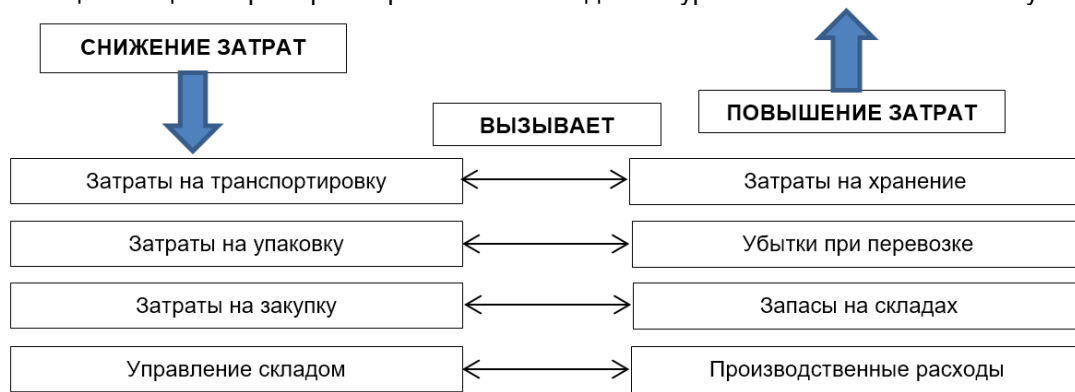 СНИЖЕНИЕ ЗАТРАТ
ВЫЗЫВАЕТ
ПОВЫШЕНИЕ ЗАТРАТ
Затраты на транспортировку
Затраты на хранение
Затраты на упаковку
Убытки при перевозке
Затраты на закупку
Запасы на складах
Управление складом
Производственные расходы